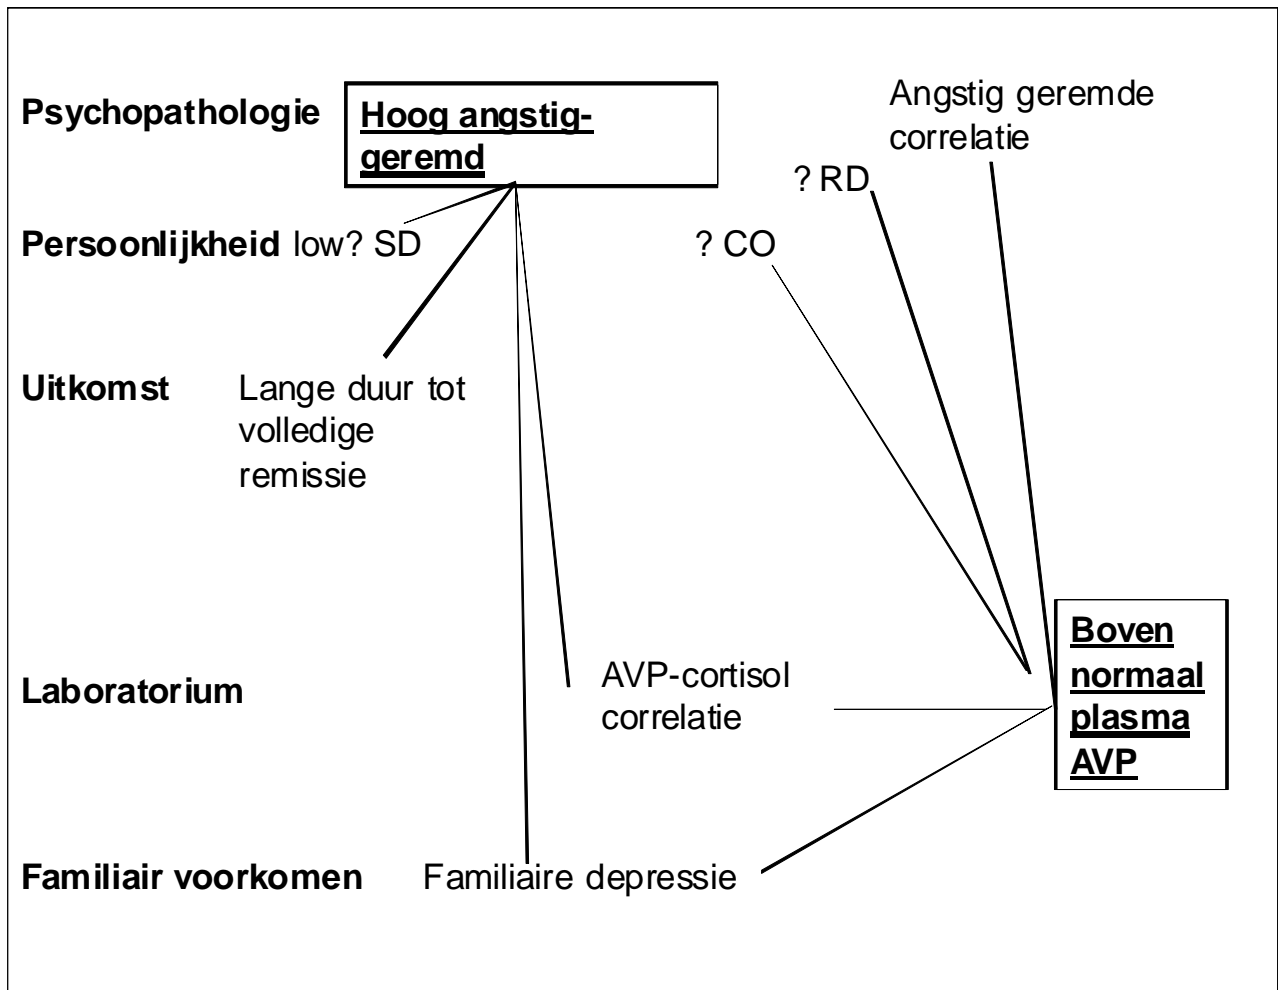 Psychopathologie
Hoog angstig-
geremd
Angstig geremde
correlatie
? RD
Persoonlijkheid low? SD
? CO
Uitkomst
Lange duur tot
volledige
remissie
Laboratorium
AVP-cortisol
correlatie
Boven
normaal
plasma
AVP
Familiair voorkomen
Familiaire depressie